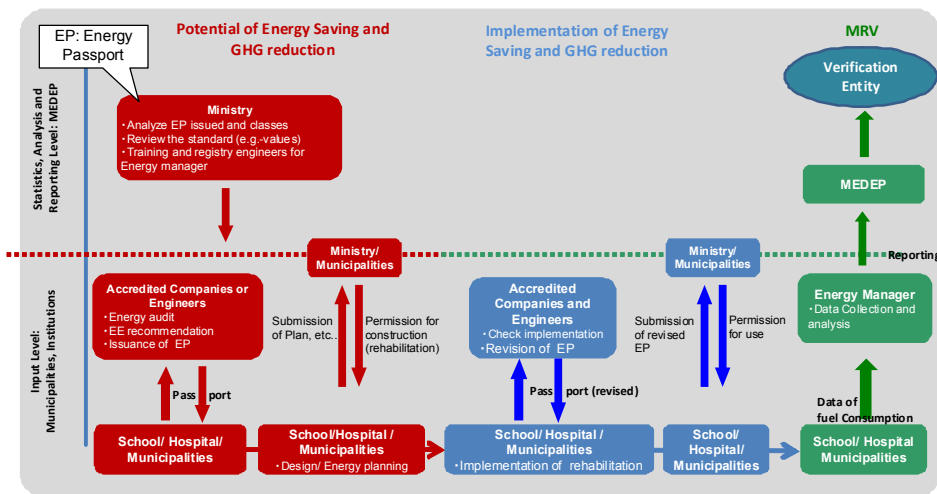 EP: Energy
Passport
Potential of Energy Saving and
GHG reduction
Implementation of Energy
Saving and GHG reduction
MRV
Verification
Entity
Statistics, Analysis and
Reporting Level: MEDEP
Ministry
•Analyze EP issued and classes
•Review the standard (e.g.-values)
•Training and registry engineers for
Energy manager
MEDEP
Ministry/
Municipalities
Ministry/
Municipalities
Reporting
Input Level:
Municipalities, Institutions
Accredited Companies or
Engineers
•Energy audit
•EE recommendation
•Issuance of EP
Submission
of Plan, etc..
Permission for
construction
(rehabilitation)
Accredited
Companies and
Engineers
•Check implementation
•Revision of EP
Submission
of revised
EP
Permission
for use
Energy Manager
•Data Collection and
analysis
Pass port
Pass port (revised)
Data of
fuel Consumption
School/ Hospital/
Municipalities
School/Hospital /
Municipalities
•Design/ Energy planning
School/ Hospital /
Municipalities
•Implementation of rehabilitation
School/
Hospital/
Municipalities
School/ Hospital
Municipalities